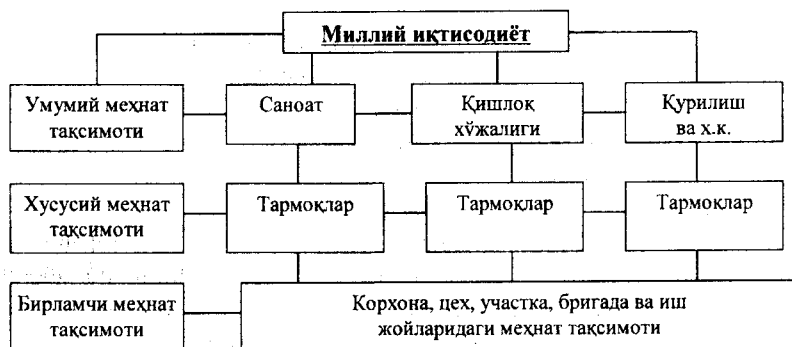 Миллий иқтисодиёт
Умумий меҳнат
тақсимоти
Саноат
Қишлоқ
хўжалиги
Қурилиш
ва х.к.
Хусусий меҳнат
тақсимоти
Тармоқлар
Тармоқлар
Тармоқлар
Бирламчи меҳнат
тақсимоти
Корхона, цех, участка, бригада ва иш
жойларидаги меҳнат тақсимоти